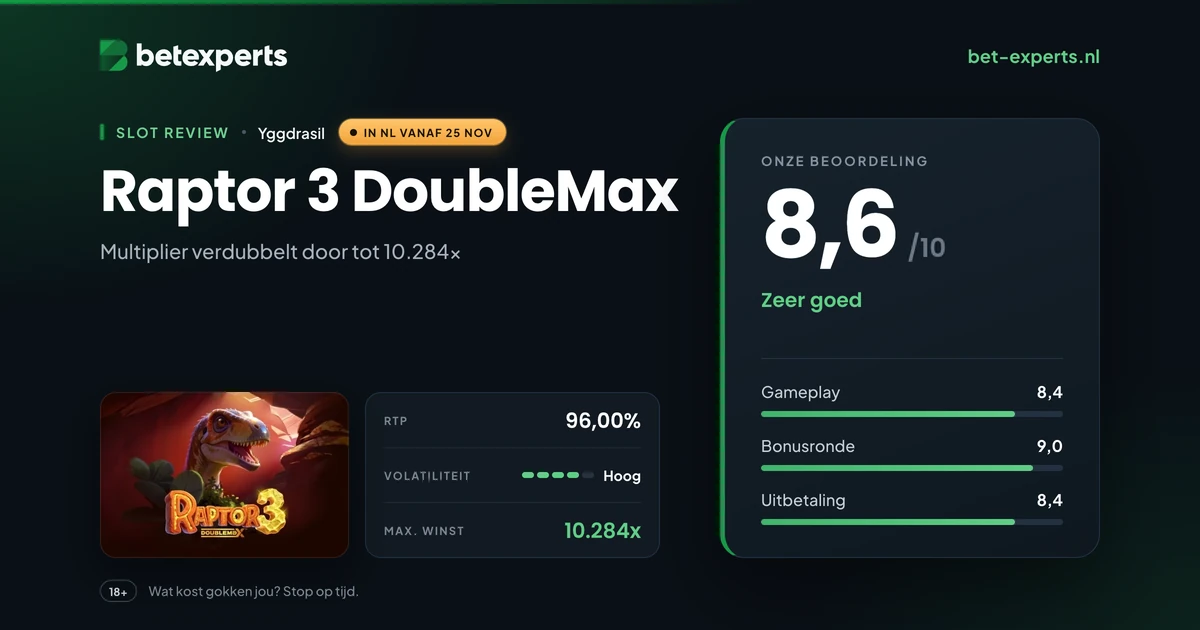 betexperts
bet-experts.nl
SLOT REVIEW • Yggdrasil • IN NL VANAF 25 NOV
Raptor 3 DoubleMax
Multiplier verdubbelt door tot 10.284×
ONZE BEOORDELING
8,6 /10
Zeer goed
Gameplay 8,4
Bonusronde 9,0
Uitbetaling 8,4
RAPTOR 3
DOUBLEMAX
RTP 96,00%
VOLATILITEIT Hoog
MAX. WINST 10.284x
18+ Wat kost gokken jou? Stop op tijd.